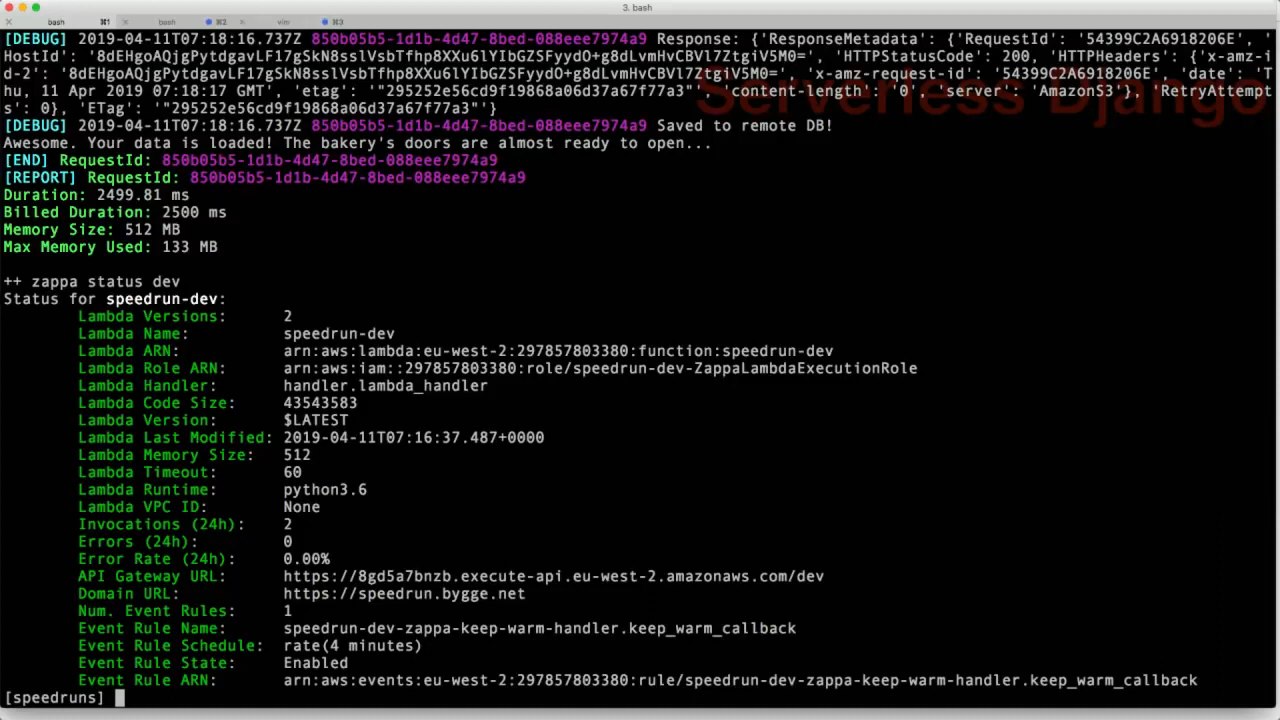 3. bash
bash ⌘1 bash ⌘2 vim ⌘3
[DEBUG] 2019-04-11T07:18:16.737Z 850b05b5-1d1b-4d47-8bed-088eee7974a9 Response: {'ResponseMetadata': {'RequestId': '54399C2A6918206E', '
HostId': '8dEHgoAQjgPytdgavLF17gSkN8sslVsbTfhp8XXu6lYIbGZSFyydO+g8dLvmHvCBVl7ZtgiV5M0=', 'HTTPStatusCode': 200, 'HTTPHeaders': {'x-amz-i
d-2': '8dEHgoAQjgPytdgavLF17gSkN8sslVsbTfhp8XXu6lYIbGZSFyydO+g8dLvmHvCBVl7ZtgiV5M0=', 'x-amz-request-id': '54399C2A6918206E', 'date': 'T
hu, 11 Apr 2019 07:18:17 GMT', 'etag': '"295252e56cd9f19868a06d37a67f77a3"', 'content-length': '0', 'server': 'AmazonS3'}, 'RetryAttempt
s': 0}, 'ETag': '"295252e56cd9f19868a06d37a67f77a3"'}
Serverless Django
[DEBUG] 2019-04-11T07:18:16.737Z 850b05b5-1d1b-4d47-8bed-088eee7974a9 Saved to remote DB!
Awesome. Your data is loaded! The bakery's doors are almost ready to open...
[END] RequestId: 850b05b5-1d1b-4d47-8bed-088eee7974a9
[REPORT] RequestId: 850b05b5-1d1b-4d47-8bed-088eee7974a9
Duration: 2499.81 ms
Billed Duration: 2500 ms
Memory Size: 512 MB
Max Memory Used: 133 MB
++ zappa status dev
Status for speedrun-dev:
Lambda Versions: 2
Lambda Name: speedrun-dev
Lambda ARN: arn:aws:lambda:eu-west-2:297857803380:function:speedrun-dev
Lambda Role ARN: arn:aws:iam::297857803380:role/speedrun-dev-ZappaLambdaExecutionRole
Lambda Handler: handler.lambda_handler
Lambda Code Size: 43543583
Lambda Version: $LATEST
Lambda Last Modified: 2019-04-11T07:16:37.487+0000
Lambda Memory Size: 512
Lambda Timeout: 60
Lambda Runtime: python3.6
Lambda VPC ID: None
Invocations (24h): 2
Errors (24h): 0
Error Rate (24h): 0.00%
API Gateway URL: https://8gd5a7bnzb.execute-api.eu-west-2.amazonaws.com/dev
Domain URL: https://speedrun.bygge.net
Num. Event Rules: 1
Event Rule Name: speedrun-dev-zappa-keep-warm-handler.keep_warm_callback
Event Rule Schedule: rate(4 minutes)
Event Rule State: Enabled
Event Rule ARN: arn:aws:events:eu-west-2:297857803380:rule/speedrun-dev-zappa-keep-warm-handler.keep_warm_callback
[speedruns]